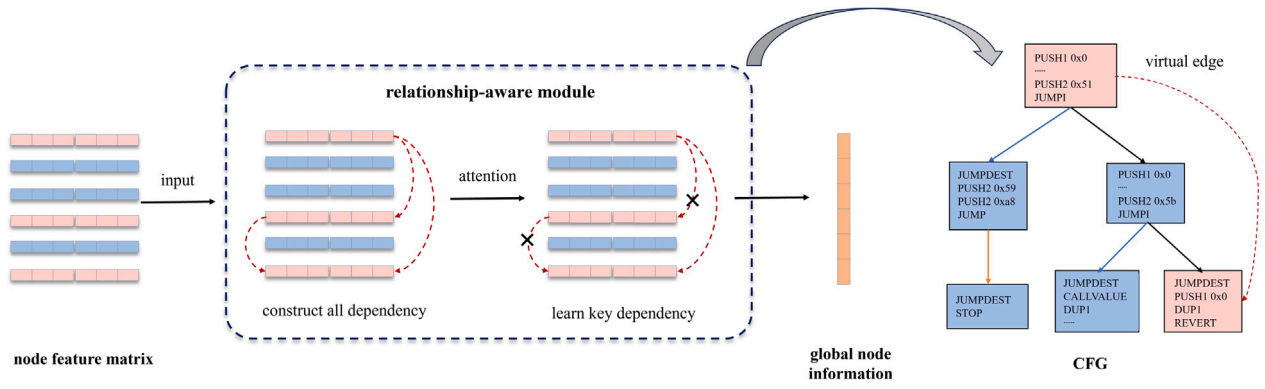 relationship-aware module
input
attention
construct all dependency
learn key dependency
node feature matrix
global node
information
virtual edge
PUSH1 0x0
.....
PUSH2 0x51
JUMPI
JUMPDEST
PUSH2 0x59
PUSH2 0xa8
JUMP
PUSH1 0x0
.....
PUSH2 0x5b
JUMPI
JUMPDEST
STOP
JUMPDEST
CALLVALUE
DUP1
.....
JUMPDEST
PUSH1 0x0
DUP1
REVERT
CFG